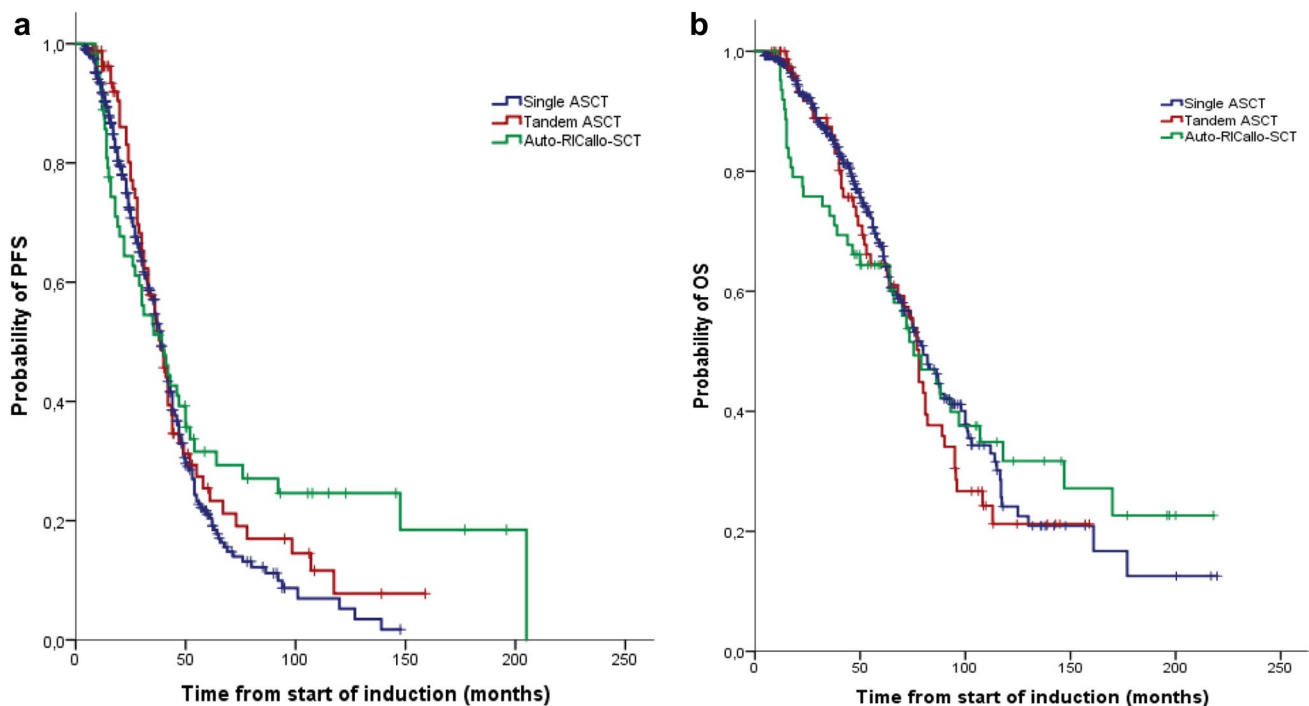 a
Probability of PFS
1,0
0,8
0,6
0,4
0,2
0,0
0
50
100
150
200
250
Time from start of induction (months)
Single ASCT
Tandem ASCT
Auto-RICallo-SCT
b
Probability of OS
1,0
0,8
0,6
0,4
0,2
0,0
0
50
100
150
200
250
Time from start of induction (months)
Single ASCT
Tandem ASCT
Auto-RICallo-SCT